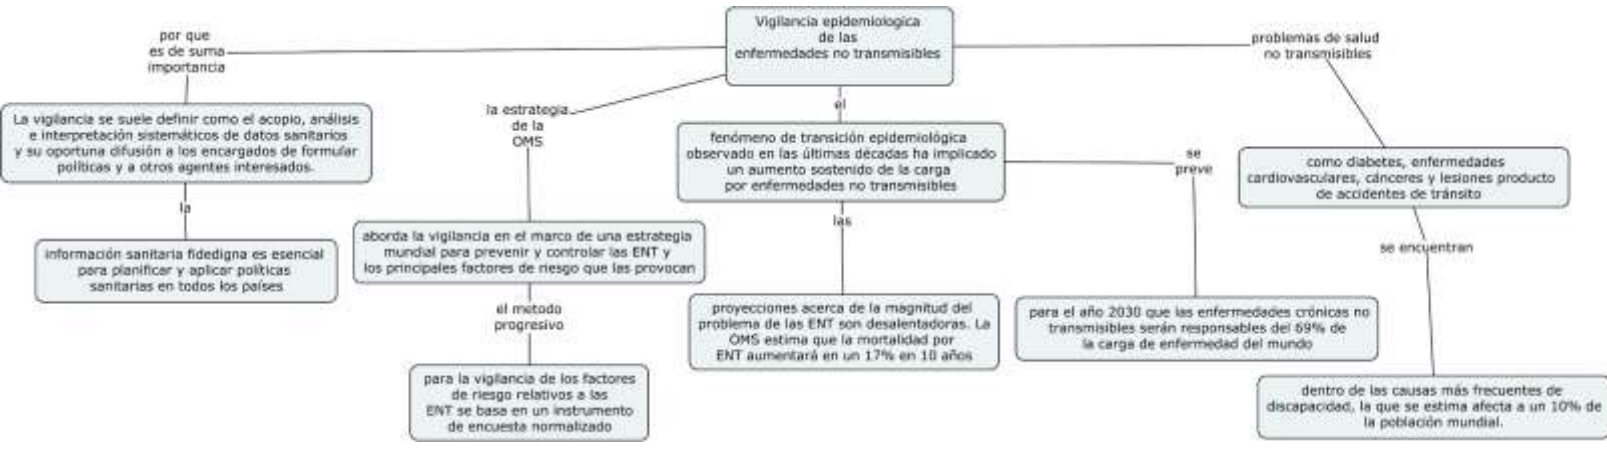 Vigilancia epidemiologica
de las
enfermedades no transmisibles
por que
es de suma
importancia
La vigilancia se suele definir como el acopio, análisis
e interpretación sistemáticos de datos sanitarios
y su oportuna difusión a los encargados de formular
políticas y a otros agentes interesados.
la
información sanitaria fidedigna es esencial
para planificar y aplicar políticas
sanitarias en todos los países
la estrategia
de la
OMS
aborda la vigilancia en el marco de una estrategia
mundial para prevenir y controlar las ENT y
los principales factores de riesgo que las provocan
el metodo
progresivo
para la vigilancia de los factores
de riesgo relativos a las
ENT se basa en un instrumento
de encuesta normalizado
el
fenómeno de transición epidemiológica
observado en las últimas décadas ha implicado
un aumento sostenido de la carga
por enfermedades no transmisibles
las
proyecciones acerca de la magnitud del
problema de las ENT son desalentadoras. La
OMS estima que la mortalidad por
ENT aumentará en un 17% en 10 años
se
preve
para el año 2030 que las enfermedades crónicas no
transmisibles serán responsables del 69% de
la carga de enfermedad del mundo
problemas de salud
no transmisibles
como diabetes, enfermedades
cardiovasculares, cánceres y lesiones producto
de accidentes de tránsito
se encuentran
dentro de las causas más frecuentes de
discapacidad, la que se estima afecta a un 10% de
la población mundial.